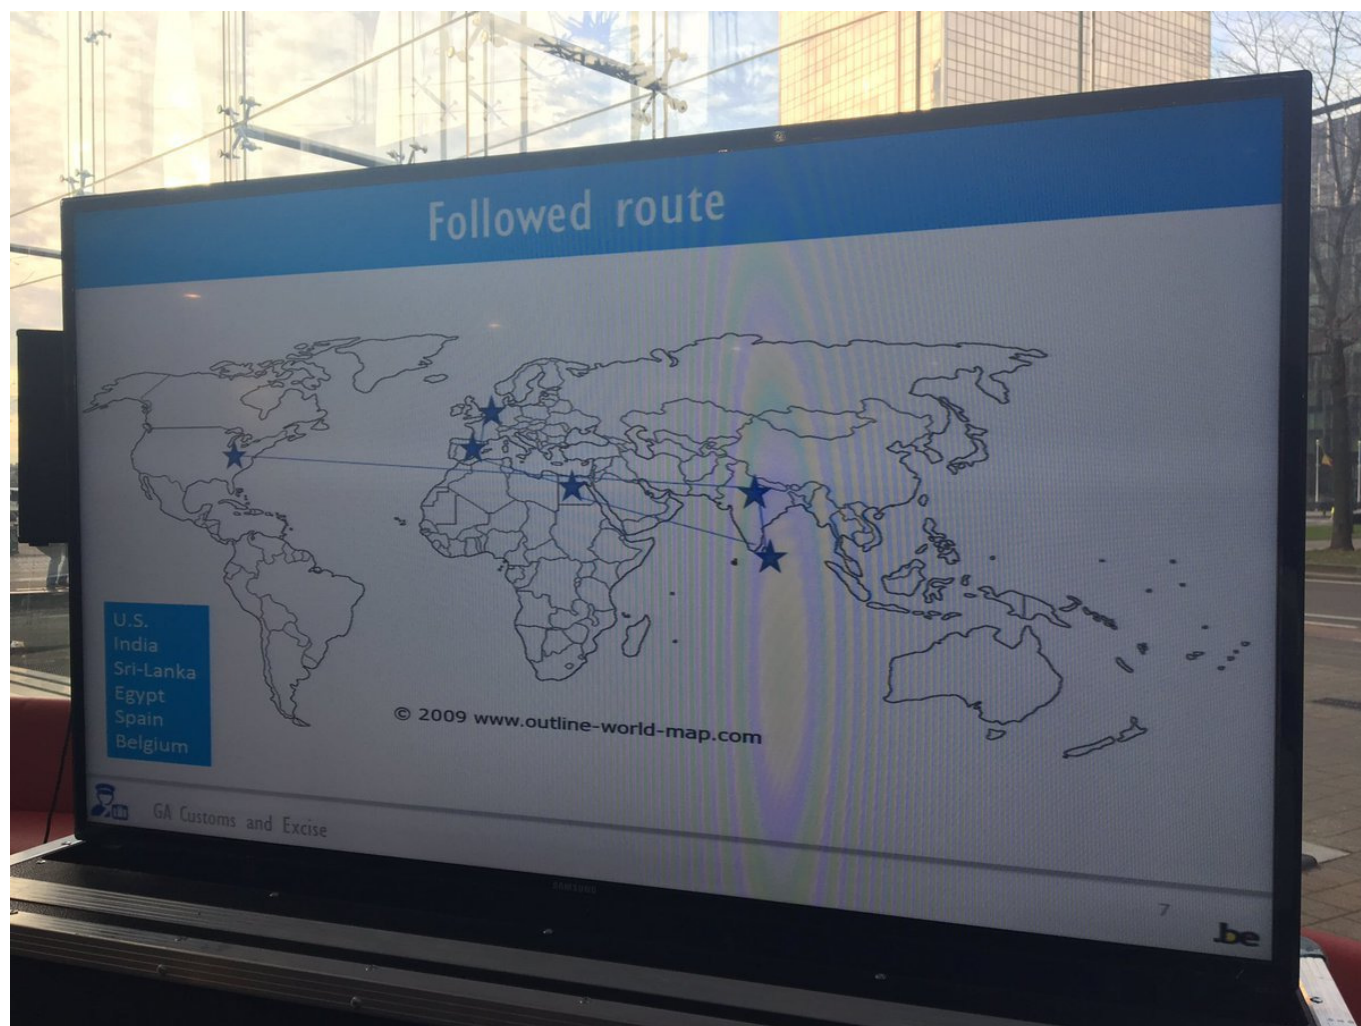 Followed route
U.S.
India
Sri-Lanka
Egypt
Spain
Belgium
© 2009 www.outline-world-map.com
GA Customs and Excise
7
.be
SAMSUNG